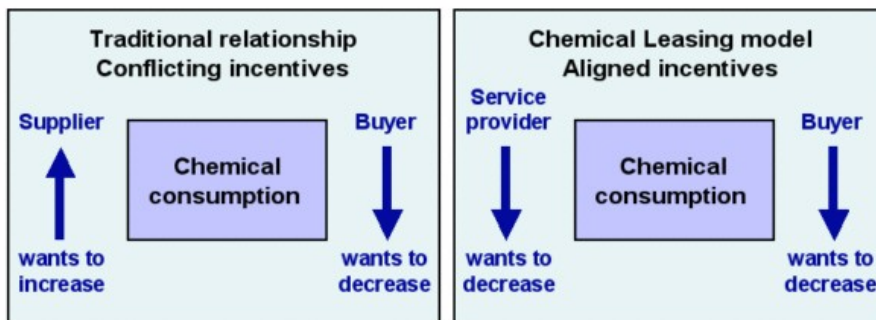 Traditional relationship
Conflicting incentives
Supplier
Chemical
consumption
Buyer
wants to
increase
wants to
decrease
Chemical Leasing model
Aligned incentives
Service
provider
Chemical
consumption
Buyer
wants to
decrease
wants to
decrease